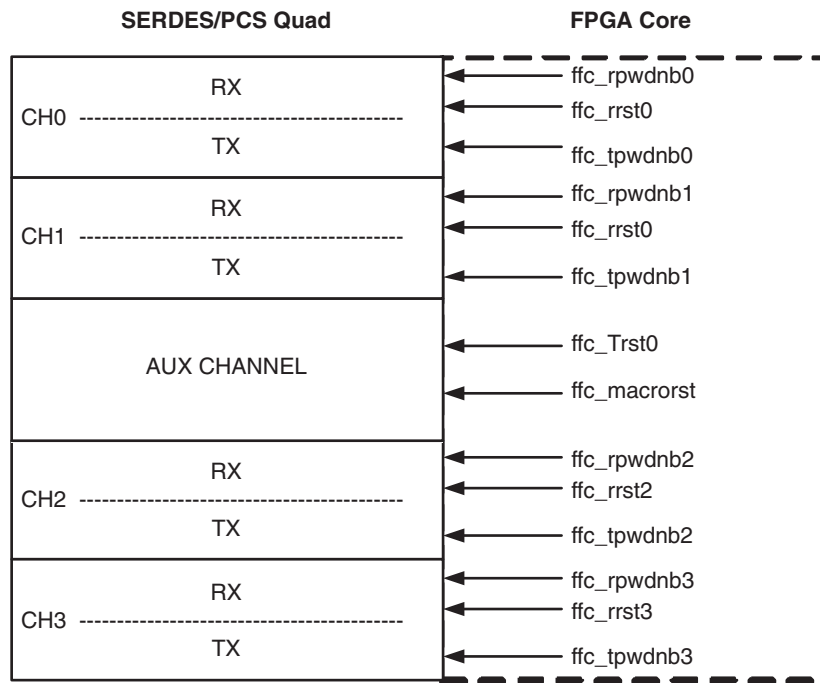 SERDES/PCS Quad FPGA Core
RX ffc_rpwdnb0
CH0 ffc_rrst0
TX ffc_tpwdnb0
RX ffc_rpwdnb1
CH1 ffc_rrst0
TX ffc_tpwdnb1
ffc_Trst0
AUX CHANNEL
ffc_macrorst
RX ffc_rpwdnb2
CH2 ffc_rrst2
TX ffc_tpwdnb2
RX ffc_rpwdnb3
CH3 ffc_rrst3
TX ffc_tpwdnb3